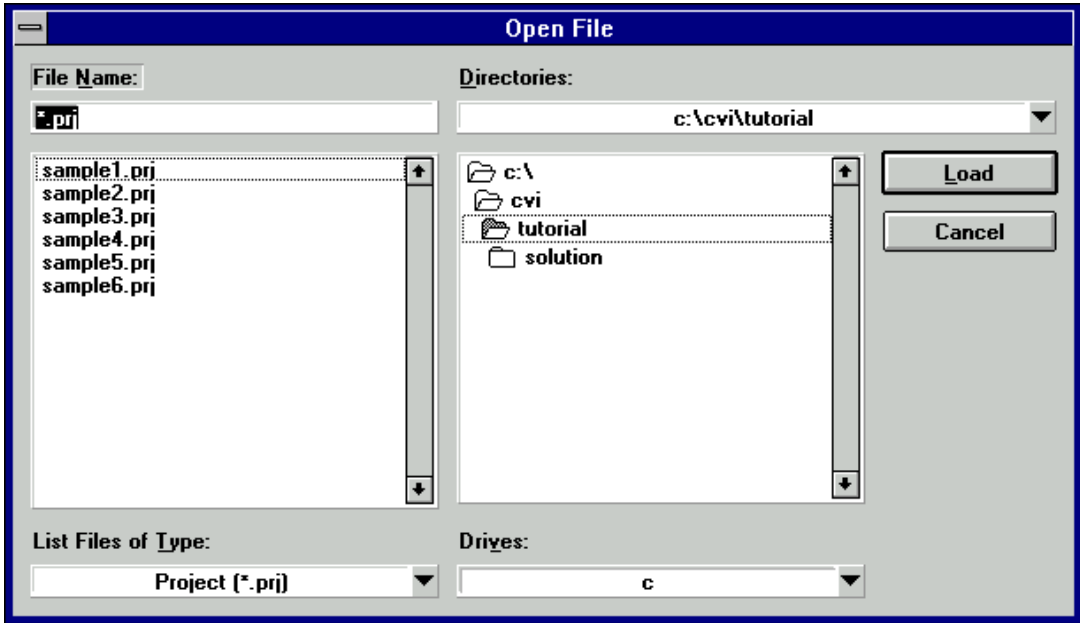 Open File
File Name:
*.prj
sample1.prj
sample2.prj
sample3.prj
sample4.prj
sample5.prj
sample6.prj
List Files of Type:
Project (*.prj)
Directories:
c:\cvi\tutorial
c:\
cvi
tutorial
solution
Drives:
c
Load
Cancel